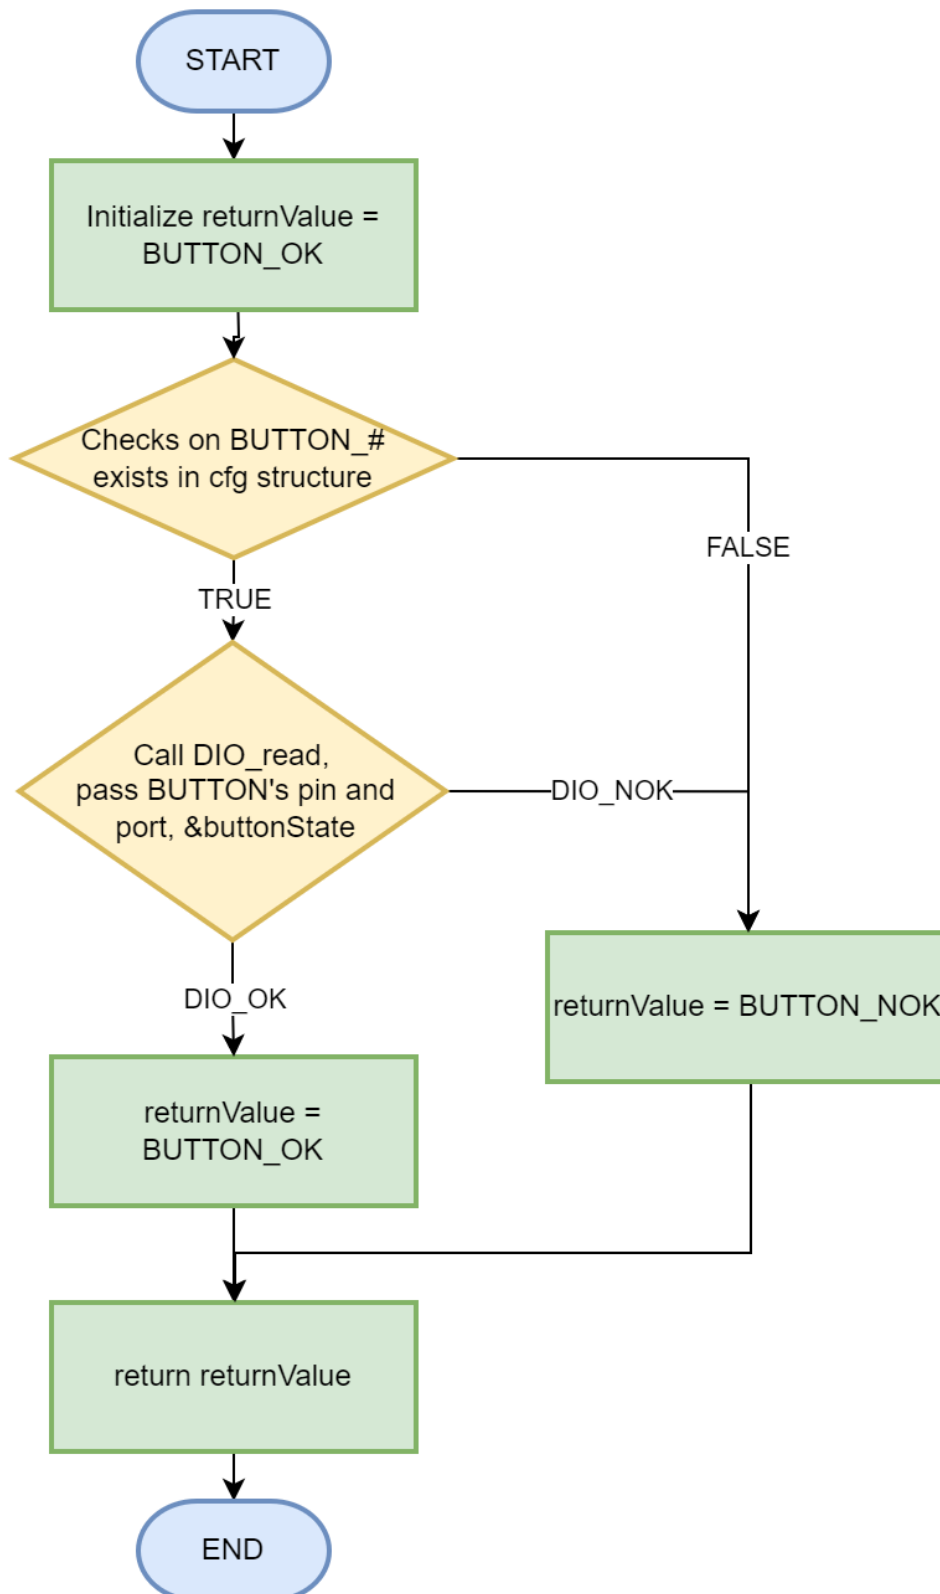 START
Initialize returnValue =
BUTTON_OK
Checks on BUTTON_#
exists in cfg structure
FALSE
TRUE
Call DIO_read,
pass BUTTON's pin and
port, &buttonState
DIO_NOK
DIO_OK
returnValue = BUTTON_NOK
returnValue =
BUTTON_OK
return returnValue
END